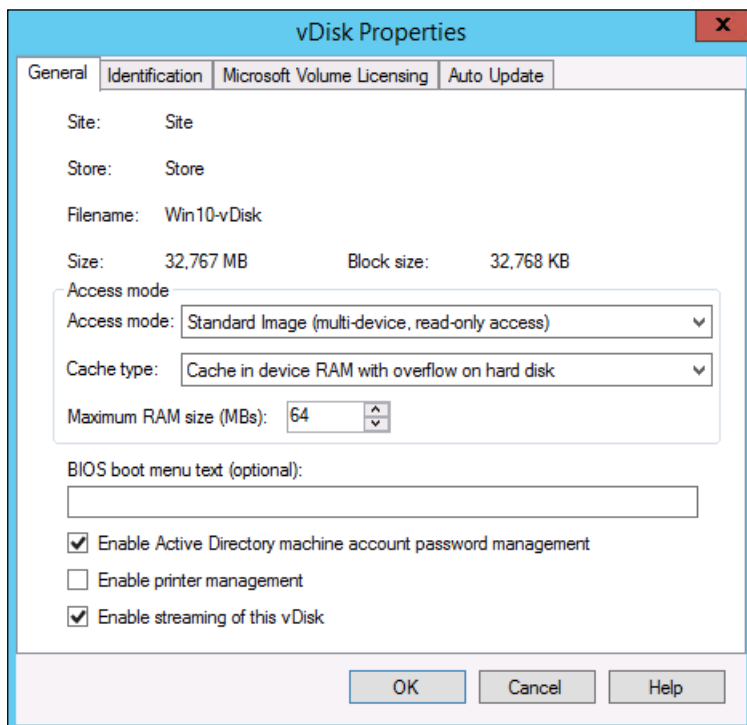 vDisk Properties
x
General Identification Microsoft Volume Licensing Auto Update
Site: Site
Store: Store
Filename: Win10-vDisk
Size: 32,767 MB Block size: 32,768 KB
Access mode
Access mode: Standard Image (multi-device, read-only access)
Cache type: Cache in device RAM with overflow on hard disk
Maximum RAM size (MBs): 64
BIOS boot menu text (optional):
Enable Active Directory machine account password management
Enable printer management
Enable streaming of this vDisk
OK Cancel Help